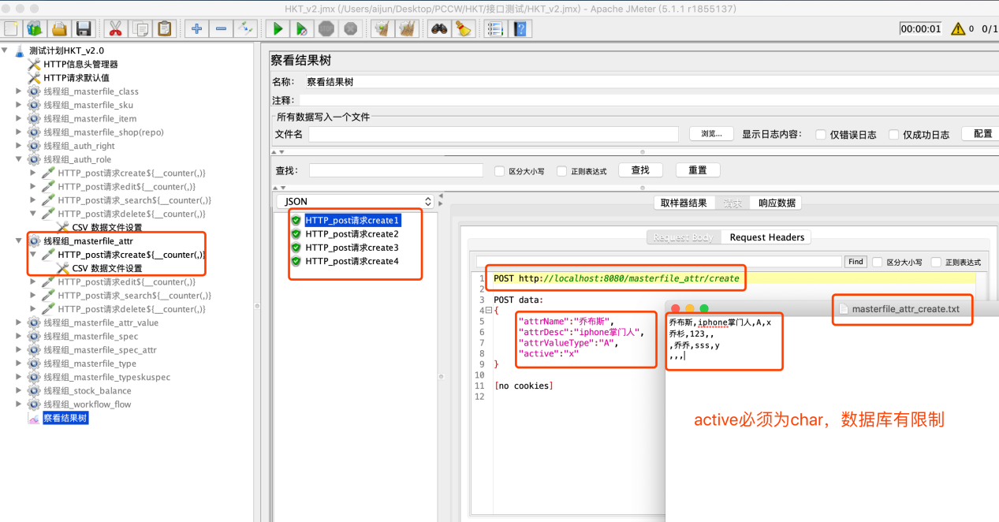 HKT_v2.jmx (/Users/aijun/Desktop/PCCW/HKT/接口测试/HKT_v2.jmx) - Apache JMeter (5.1.1 r1855137)
00:00:01
0
0/1
测试计划HKT_v2.0
HTTP信息头管理器
HTTP请求默认值
线程组_masterfile_class
线程组_masterfile_sku
线程组_masterfile_item
线程组_masterfile_shop(repo)
线程组_auth_right
线程组_auth_role
HTTP_post请求create${__counter(,)}
HTTP_post请求edit${__counter(,)}
HTTP_post请求_search${__counter(,)}
HTTP_post请求delete${__counter(,)}
CSV 数据文件设置
线程组_masterfile_attr
HTTP_post请求create${__counter(,)}
CSV 数据文件设置
HTTP_post请求edit${__counter(,)}
HTTP_post请求_search${__counter(,)}
HTTP_post请求delete${__counter(,)}
线程组_masterfile_attr_value
线程组_masterfile_spec
线程组_masterfile_spec_attr
线程组_masterfile_type
线程组_masterfile_typeskuspec
线程组_stock_balance
线程组_workflow_flow
察看结果树
察看结果树
名称： 察看结果树
注释：
所有数据写入一个文件
文件名 浏览... 显示日志内容： 仅错误日志 仅成功日志 配置
查找： 区分大小写 正则表达式 查找 重置
JSON
HTTP_post请求create1
HTTP_post请求create2
HTTP_post请求create3
HTTP_post请求create4
取样器结果 请求 响应数据
Request Body Request Headers
Find 区分大小写 正则表达式
1 POST http://localhost:8080/masterfile_attr/create
2
3 POST data:
4 {
5 "attrName":"乔布斯",
6 "attrDesc":"iphone掌门人",
7 "attrValueType":"A",
8 "active":"x"
9 }
10
11 [no cookies]
12
masterfile_attr_create.txt
乔布斯,iphone掌门人,A,x
乔杉,123,,
,乔乔,sss,y
,,,
active必须为char，数据库有限制